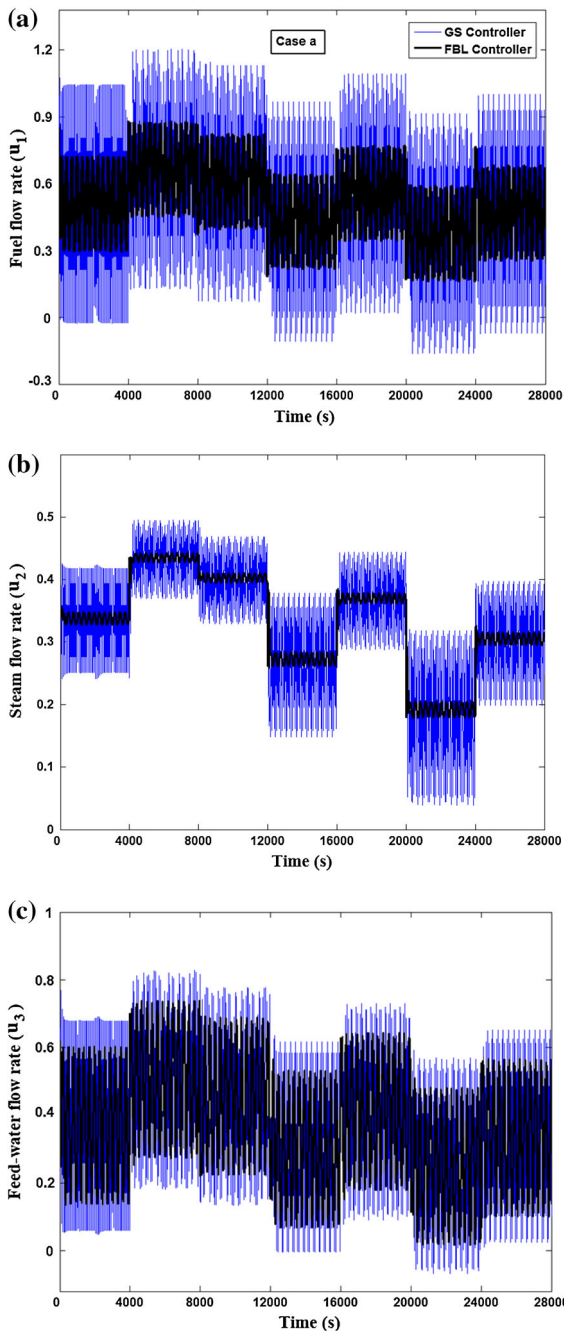 (a)
Case a
GS Controller
FBL Controller
1.2
0.9
0.6
0.3
0
-0.3
Fuel flow rate (u1)
0 4000 8000 12000 16000 20000 24000 28000
Time (s)
(b)
0.5
0.4
0.3
0.2
0.1
0
Steam flow rate (u2)
0 4000 8000 12000 16000 20000 24000 28000
Time (s)
(c)
1
0.8
0.6
0.4
0.2
0
Feed-water flow rate (u3)
0 4000 8000 12000 16000 20000 24000 28000
Time (s)